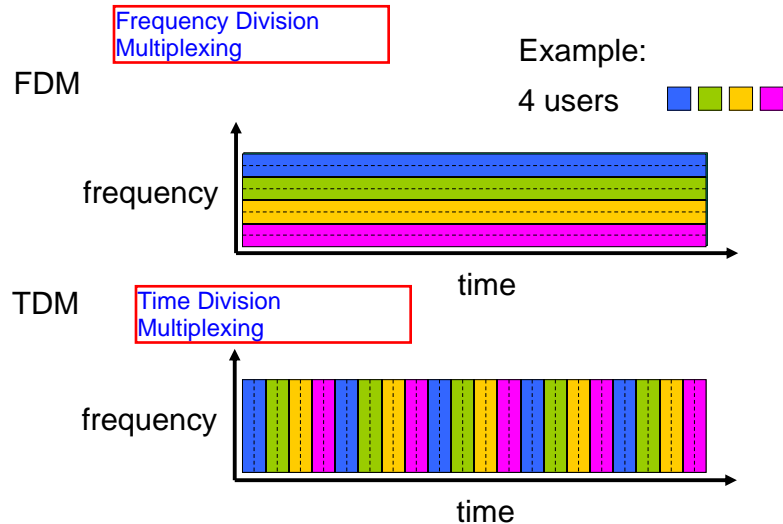 Frequency Division
Multiplexing
Example:
FDM
4 users
frequency
time
TDM
Time Division
Multiplexing
frequency
time